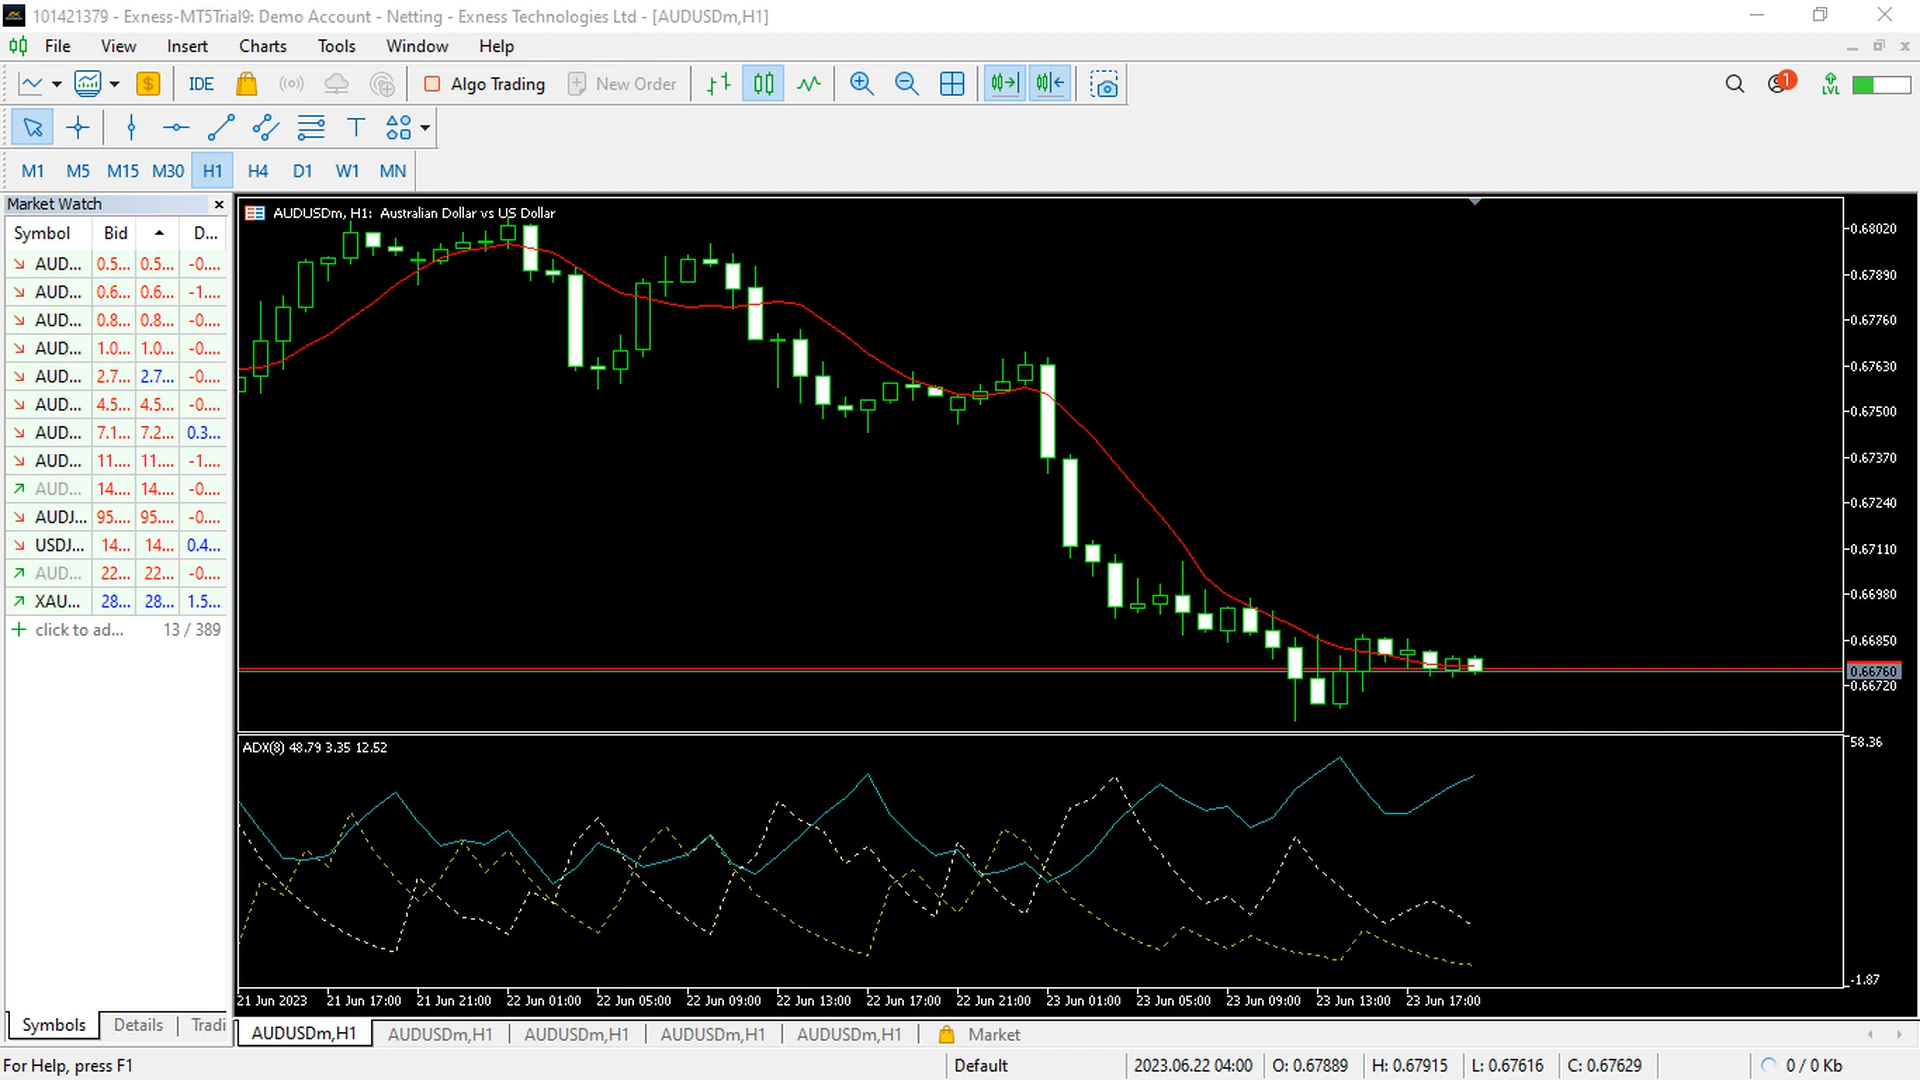 101421379 - Exness-MT5Trial9: Demo Account - Netting - Exness Technologies Ltd - [AUDUSDm,H1]
File View Insert Charts Tools Window Help
IDE Algo Trading New Order 1 LVL
T
M1 M5 M15 M30 H1 H4 D1 W1 MN
Market Watch
Symbol Bid D...
AUD... 0.5... 0.5... -0....
AUD... 0.6... 0.6... -1....
AUD... 0.8... 0.8... -0....
AUD... 1.0... 1.0... -0....
AUD... 2.7... 2.7... -0....
AUD... 4.5... 4.5... -0....
AUD... 7.1... 7.2... 0.3...
AUD... 11.... 11.... -1....
AUD... 14.... 14.... -0....
AUDJ... 95.... 95.... -0....
USDJ... 14... 14... 0.4...
AUD... 22... 22... -0....
XAU... 28... 28... 1.5...
click to ad... 13 / 389
Symbols Details Tradi
AUDUSDm, H1: Australian Dollar vs US Dollar
0.68020
0.67890
0.67760
0.67630
0.67500
0.67370
0.67240
0.67110
0.66980
0.66850
0.66760
0.66720
ADX(8) 48.79 3.35 12.52
58.36
-1.87
21 Jun 2023 21 Jun 17:00 21 Jun 21:00 22 Jun 01:00 22 Jun 05:00 22 Jun 09:00 22 Jun 13:00 22 Jun 17:00 22 Jun 21:00 23 Jun 01:00 23 Jun 05:00 23 Jun 09:00 23 Jun 13:00 23 Jun 17:00
AUDUSDm,H1 AUDUSDm,H1 AUDUSDm,H1 AUDUSDm,H1 AUDUSDm,H1 Market
For Help, press F1 Default 2023.06.22 04:00 O: 0.67889 H: 0.67915 L: 0.67616 C: 0.67629 0 / 0 Kb